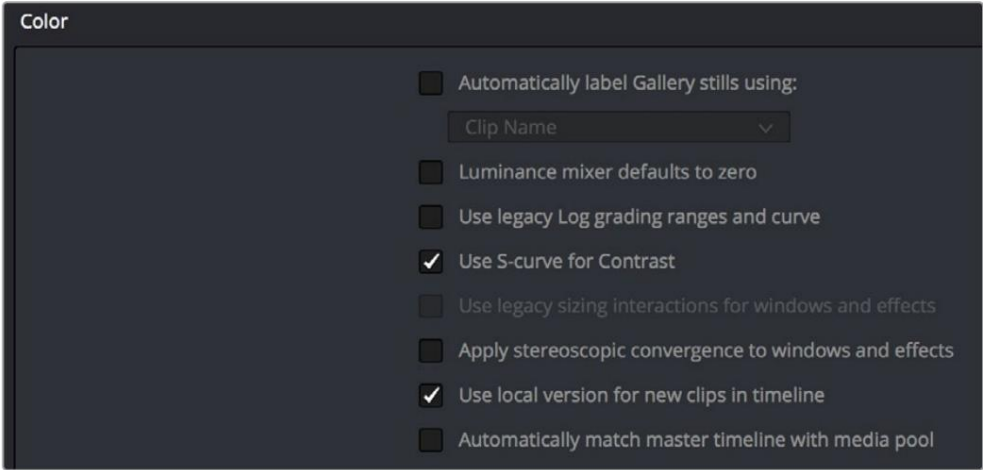 Color
Automatically label Gallery stills using:
Clip Name
Luminance mixer defaults to zero
Use legacy Log grading ranges and curve
Use S-curve for Contrast
Use legacy sizing interactions for windows and effects
Apply stereoscopic convergence to windows and effects
Use local version for new clips in timeline
Automatically match master timeline with media pool